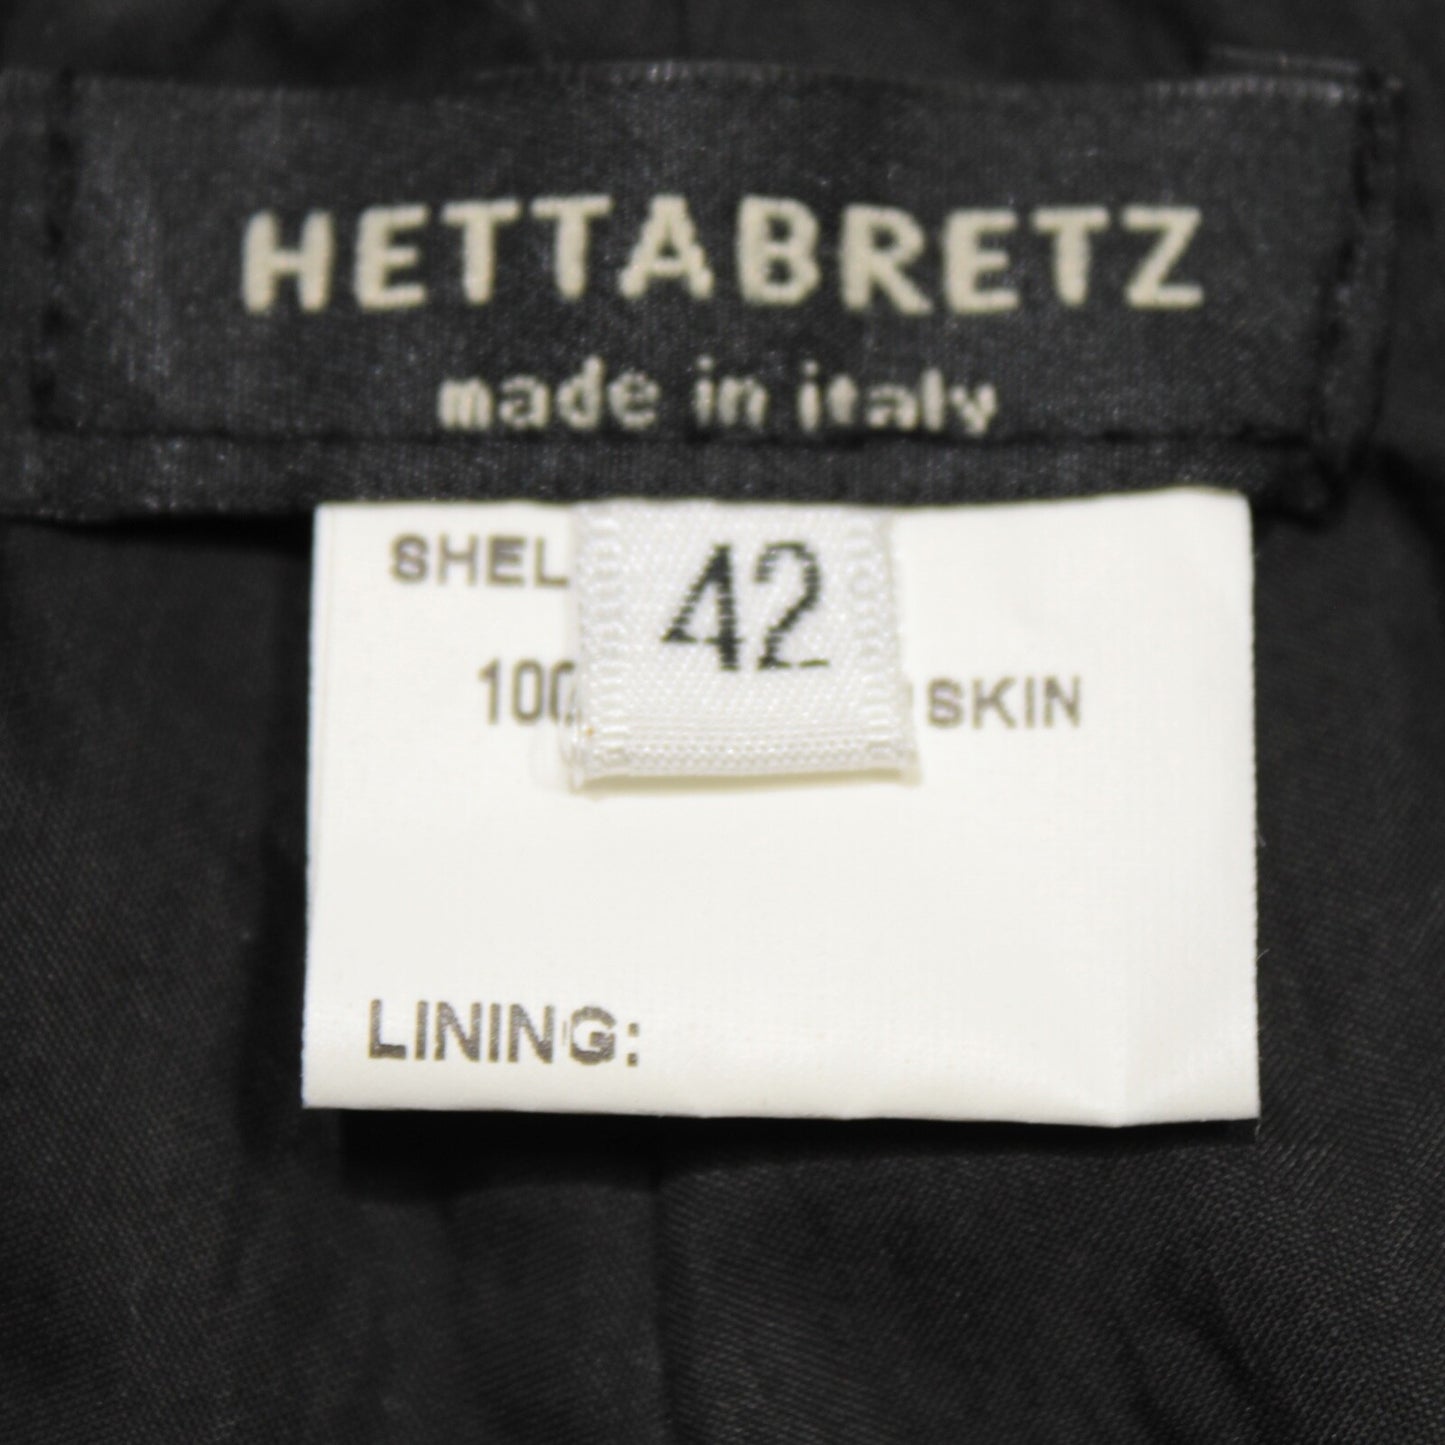 HETTABRETZ
made in italy
SHEL
42
100 SKIN
LINING: